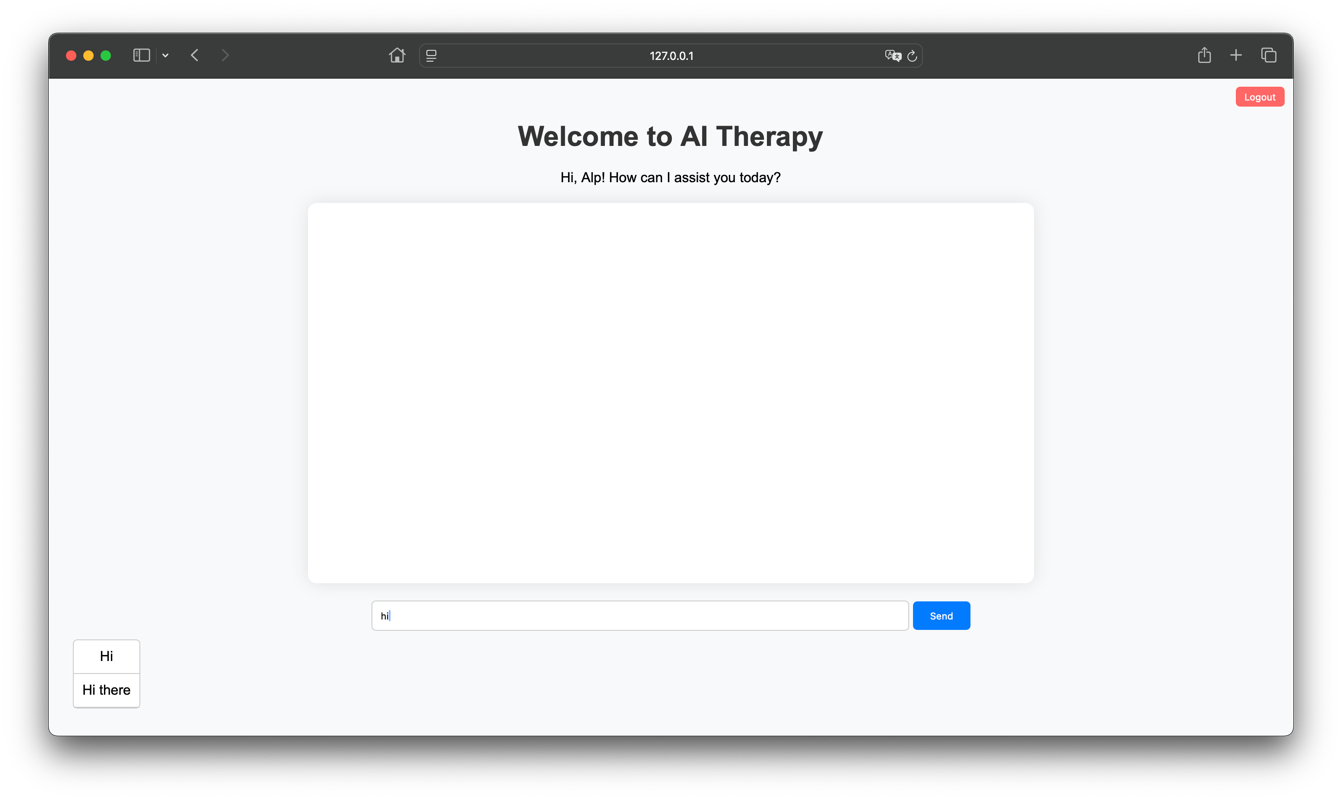 127.0.0.1
Logout
Welcome to AI Therapy
Hi, Alp! How can I assist you today?
hi
Send
Hi
Hi there